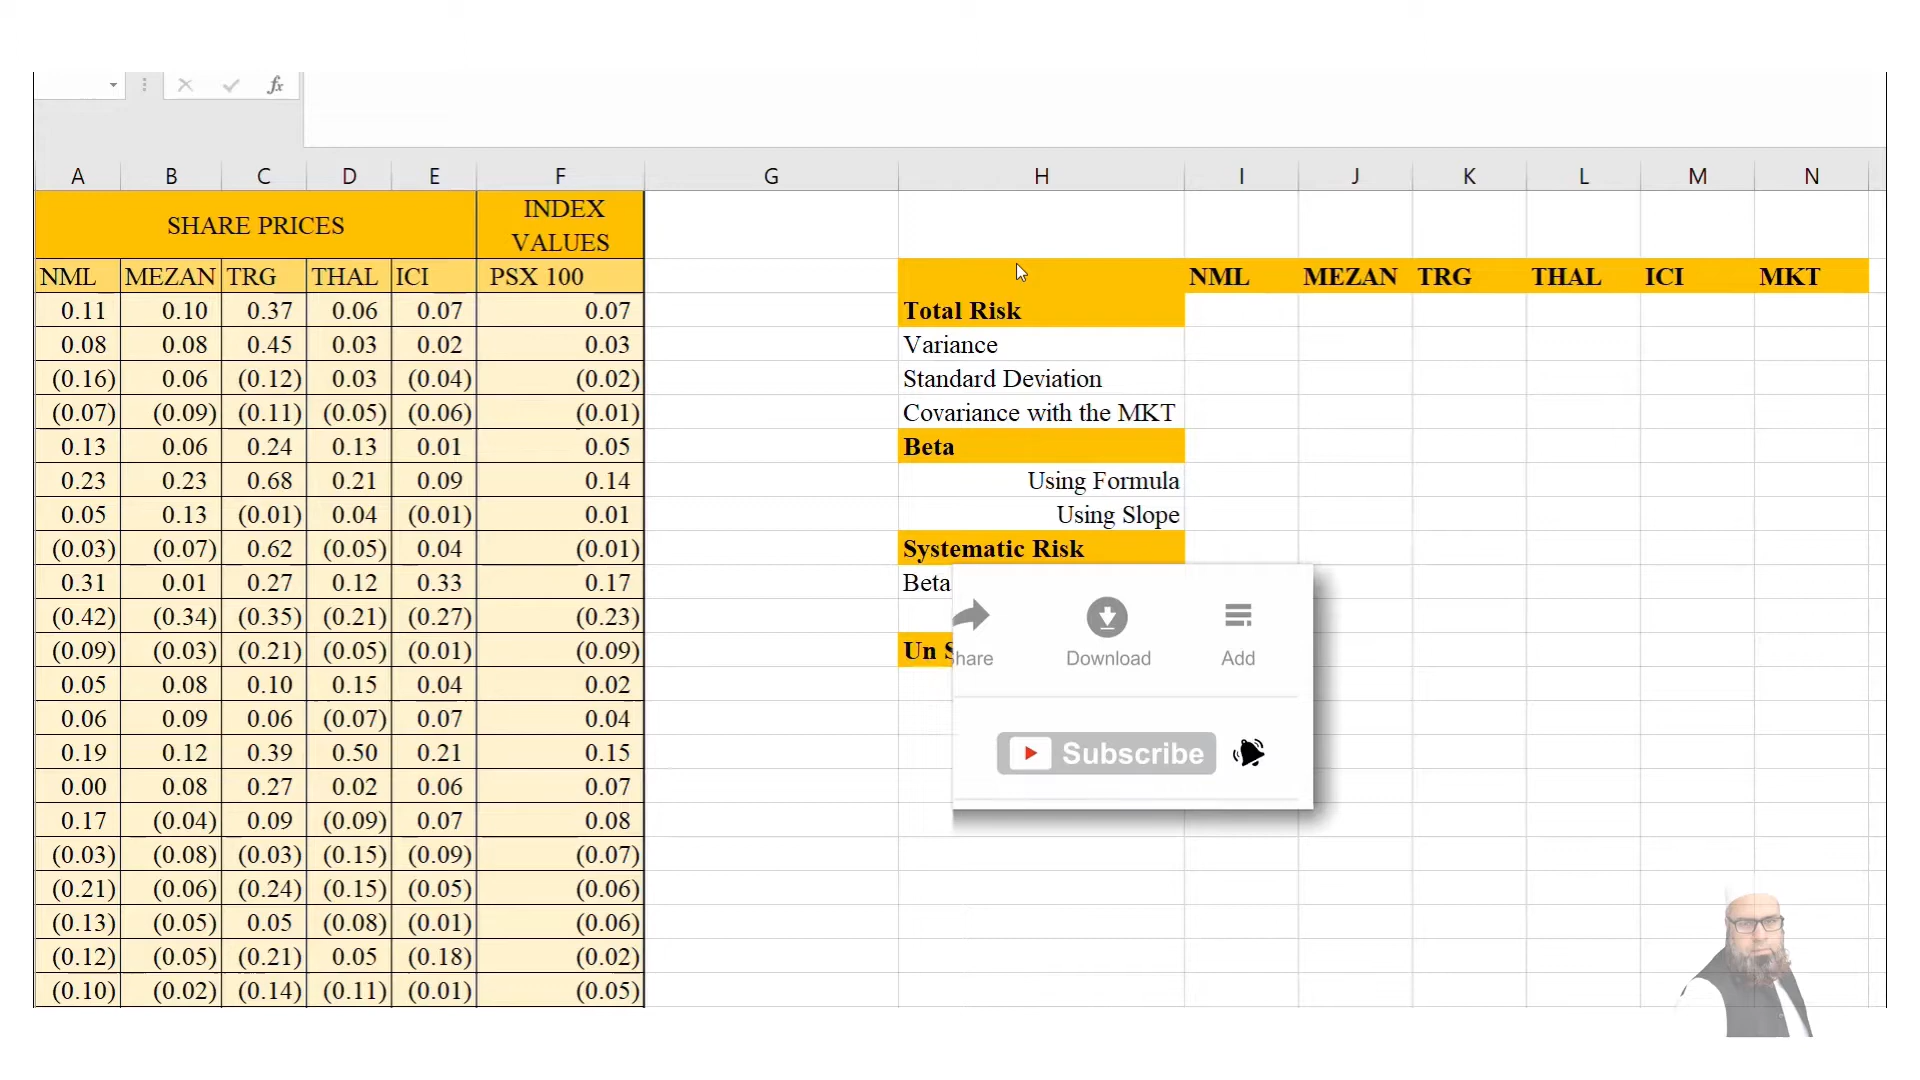 fx
A B C D E F G H I J K L M N
SHARE PRICES
INDEX
VALUES
NML MEZAN TRG THAL ICI PSX 100 NML MEZAN TRG THAL ICI MKT
0.11 0.10 0.37 0.06 0.07 0.07 Total Risk
0.08 0.08 0.45 0.03 0.02 0.03 Variance
(0.16) 0.06 (0.12) 0.03 (0.04) (0.02) Standard Deviation
(0.07) (0.09) (0.11) (0.05) (0.06) (0.01) Covariance with the MKT
0.13 0.06 0.24 0.13 0.01 0.05 Beta
0.23 0.23 0.68 0.21 0.09 0.14 Using Formula
0.05 0.13 (0.01) 0.04 (0.01) 0.01 Using Slope
(0.03) (0.07) 0.62 (0.05) 0.04 (0.01) Systematic Risk
0.31 0.01 0.27 0.12 0.33 0.17 Beta
(0.42) (0.34) (0.35) (0.21) (0.27) (0.23)
(0.09) (0.03) (0.21) (0.05) (0.01) (0.09) Un S hare Download Add
0.05 0.08 0.10 0.15 0.04 0.02
0.06 0.09 0.06 (0.07) 0.07 0.04
0.19 0.12 0.39 0.50 0.21 0.15 Subscribe
0.00 0.08 0.27 0.02 0.06 0.07
0.17 (0.04) 0.09 (0.09) 0.07 0.08
(0.03) (0.08) (0.03) (0.15) (0.09) (0.07)
(0.21) (0.06) (0.24) (0.15) (0.05) (0.06)
(0.13) (0.05) 0.05 (0.08) (0.01) (0.06)
(0.12) (0.05) (0.21) 0.05 (0.18) (0.02)
(0.10) (0.02) (0.14) (0.11) (0.01) (0.05)